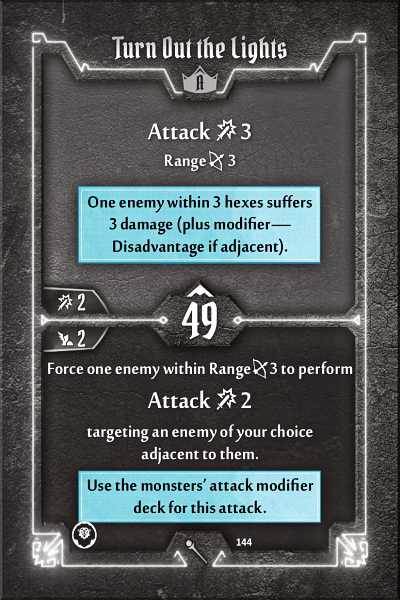 Turn Out the Lights
A
Attack 3
Range 3
One enemy within 3 hexes suffers
3 damage (plus modifier—
Disadvantage if adjacent).
2
49
2
Force one enemy within Range 3 to perform
Attack 2
targeting an enemy of your choice
adjacent to them.
Use the monsters' attack modifier
deck for this attack.
144